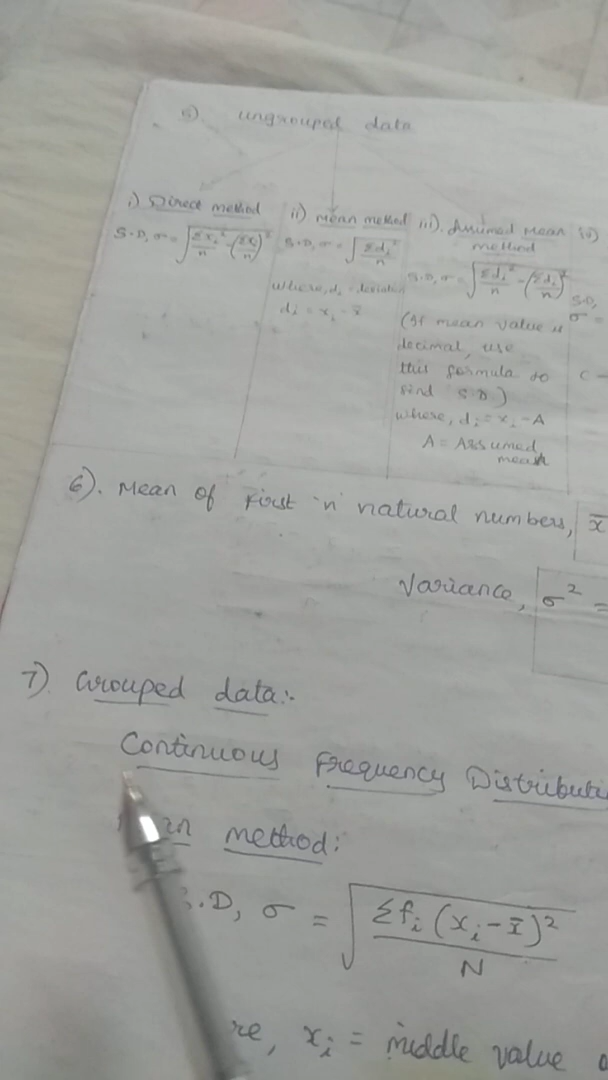 5). ungrouped data
i) Direct method
S.D, σ = √(Σxᵢ²/n - (Σxᵢ/n)²)
ii) Mean method
S.D, σ = √(Σdᵢ²/n)
where, dᵢ = deviation
dᵢ = xᵢ - x̄
iii). Assumed Mean
method
S.D, σ = √(Σdᵢ²/n - (Σdᵢ/n)²)
(If mean value is
decimal, use
this formula to
find S.D)
where, dᵢ = xᵢ - A
A = Assumed
mean
iv)
S.D,
σ =
c -
6). Mean of First 'n' natural numbers, x̄
Variance, σ² =
7) Grouped data:-
Continuous Frequency Distributi
method:
S.D, σ = √(Σfᵢ (xᵢ - x̄)²/N)
re, xᵢ = middle value o